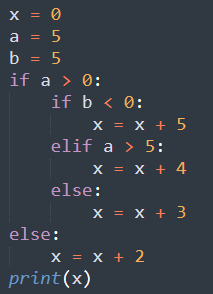 x = 0
a = 5
b = 5
if a > 0:
    if b < 0:
        x = x + 5
    elif a > 5:
        x = x + 4
    else:
        x = x + 3
else:
    x = x + 2
print(x)